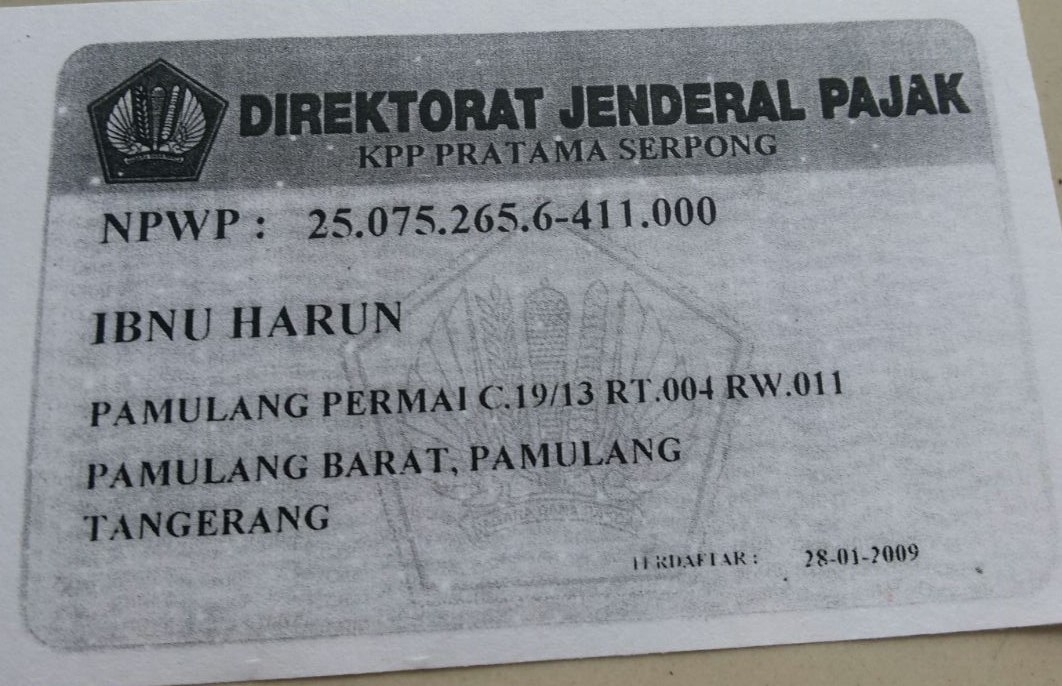 DIREKTORAT JENDERAL PAJAK
KPP PRATAMA SERPONG
NPWP : 25.075.265.6-411.000
IBNU HARUN
PAMULANG PERMAI C.19/13 RT.004 RW.011
PAMULANG BARAT, PAMULANG
TANGERANG
TERDAFTAR : 28-01-2009